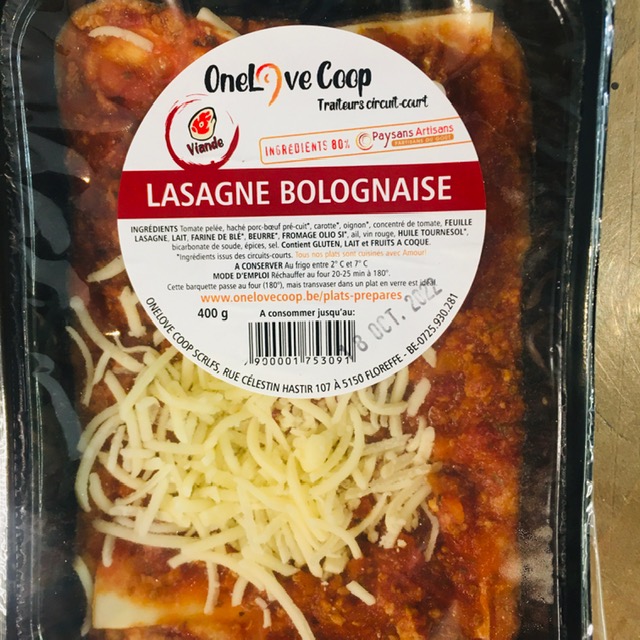 OneLove Coop
Traiteurs circuit-court
Viande
INGRÉDIENTS 80%
Paysans Artisans
LASAGNE BOLOGNAISE
INGRÉDIENTS Tomate pelée, haché porc-bœuf pré-cuit*, carotte*, oignon*, concentré de tomate, FEUILLE
LASAGNE, LAIT, FARINE DE BLÉ*, BEURRE*, FROMAGE OLIO SI*, ail, vin rouge, HUILE TOURNESOL*,
bicarbonate de soude, épices, sel. Contient GLUTEN, LAIT et FRUITS A COQUE.
*Ingrédients issus des circuits-courts. Tous nos plats sont cuisinés avec Amour!
A CONSERVER Au frigo entre 2° C et 7° C
MODE D'EMPLOI Réchauffer au four 20-25 min à 180°.
Cette barquette passe au four (180°), mais transvaser dans un plat en verre est idéal
www.onelovecoop.be/plats-prepares
400 g
A consommer jusqu'au:
8 OCT. 2022
900001 753091
ONELOVE COOP SCRLFS, RUE CÉLESTIN HASTIR 107 À 5150 FLOREFFE - BE-0725.930.281